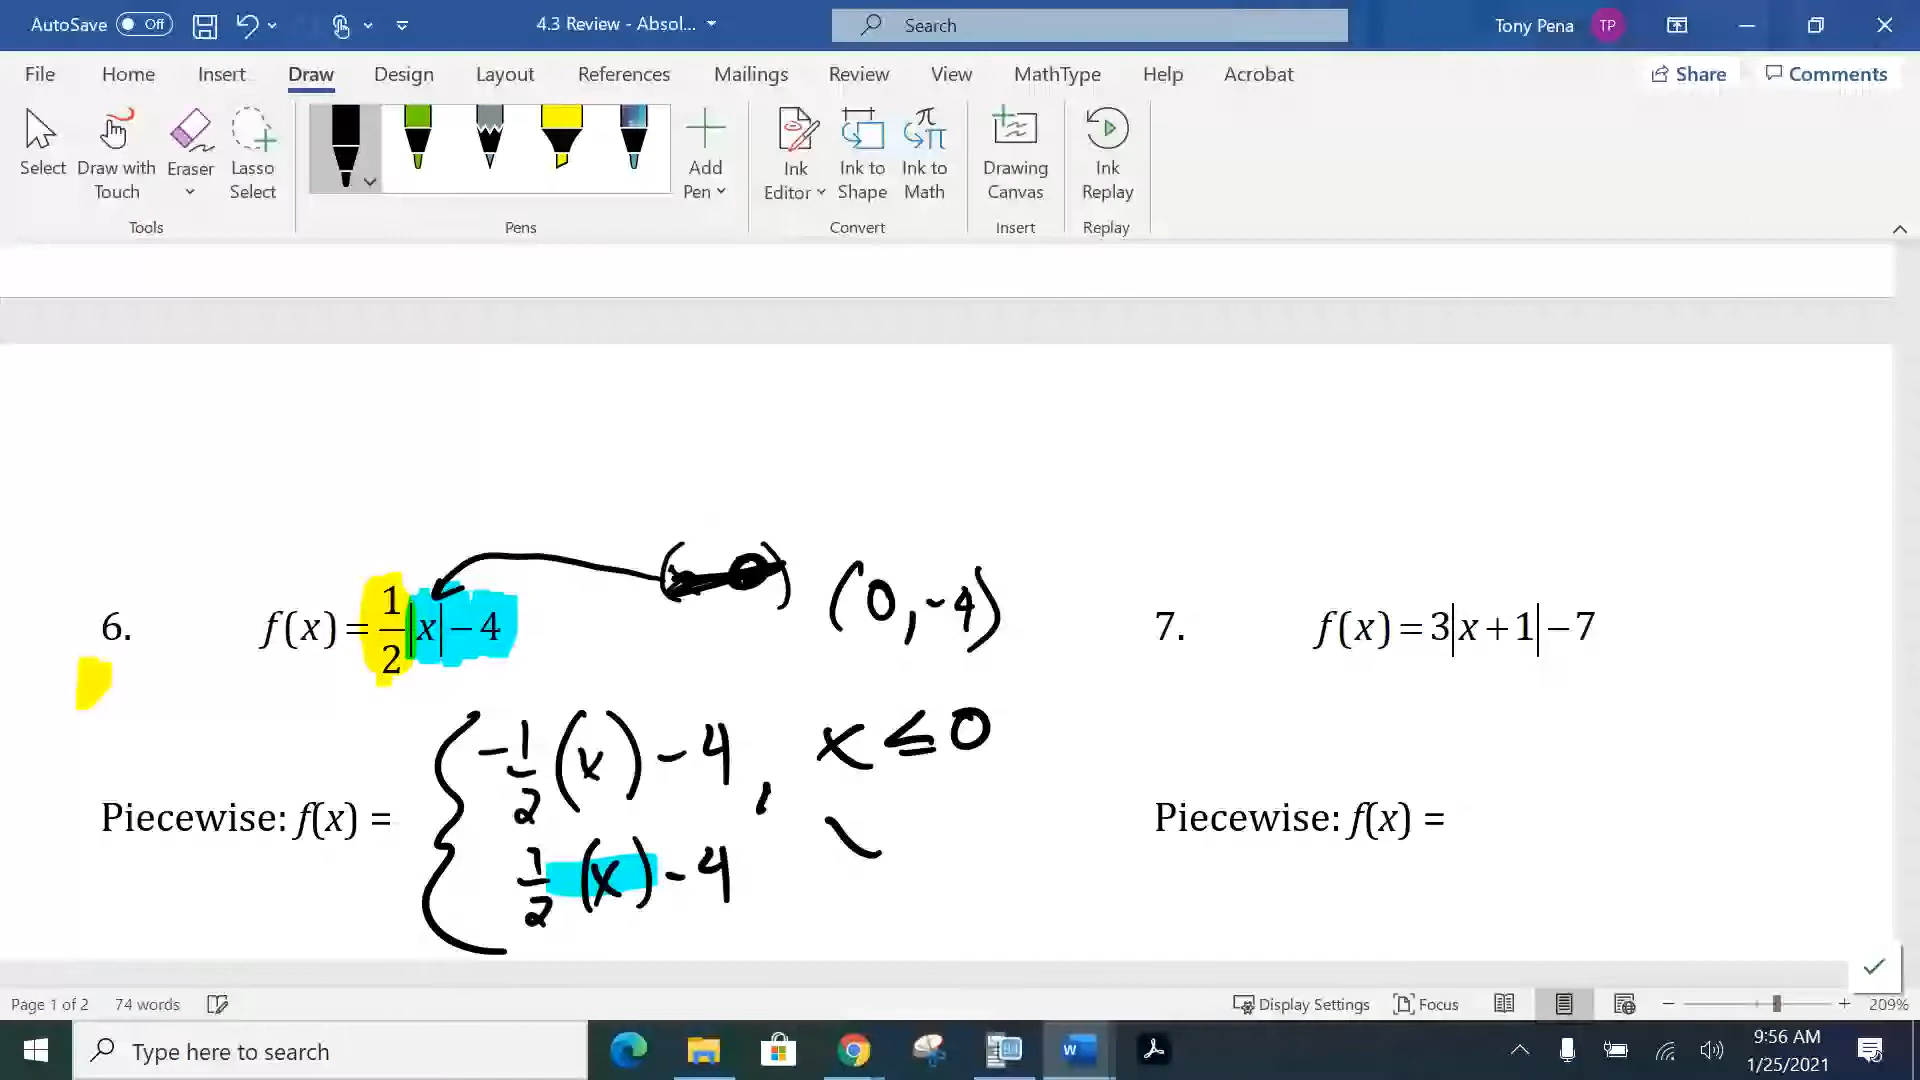 AutoSave Off 4.3 Review - Absol... Search Tony Pena TP
File Home Insert Draw Design Layout References Mailings Review View MathType Help Acrobat Share Comments
Select Draw with Touch Eraser Lasso Select Add Pen Ink Editor Ink to Shape Ink to Math Drawing Canvas Ink Replay
Tools Pens Convert Insert Replay
(0, -4)
6. f(x) = 1/2|x| - 4
7. f(x) = 3|x+1| - 7
-1/2(x) - 4, x ≤ 0
Piecewise: f(x) =
Piecewise: f(x) =
1/2(x) - 4
Page 1 of 2 74 words Display Settings Focus 209%
Type here to search
9:56 AM
1/25/2021